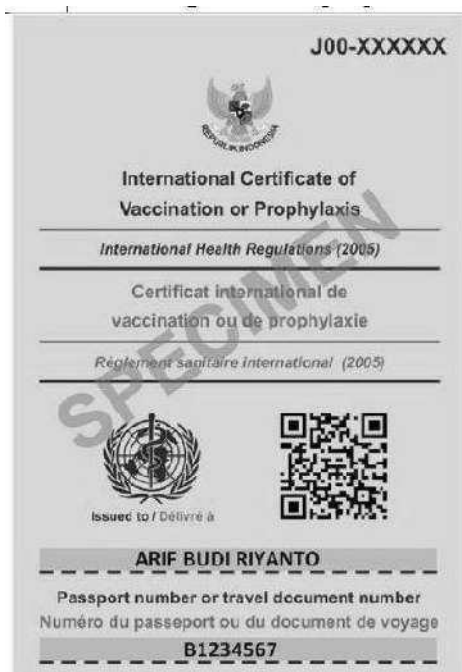 J00-XXXXXX
REPUBLIK INDONESIA
International Certificate of
Vaccination or Prophylaxis
International Health Regulations (2005)
Certificat international de
vaccination ou de prophylaxie
Règlement sanitaire international (2005)
SPECIMEN
Issued to / Délivré à
ARIF BUDI RIYANTO
Passport number or travel document number
Numéro du passeport ou du document de voyage
B1234567